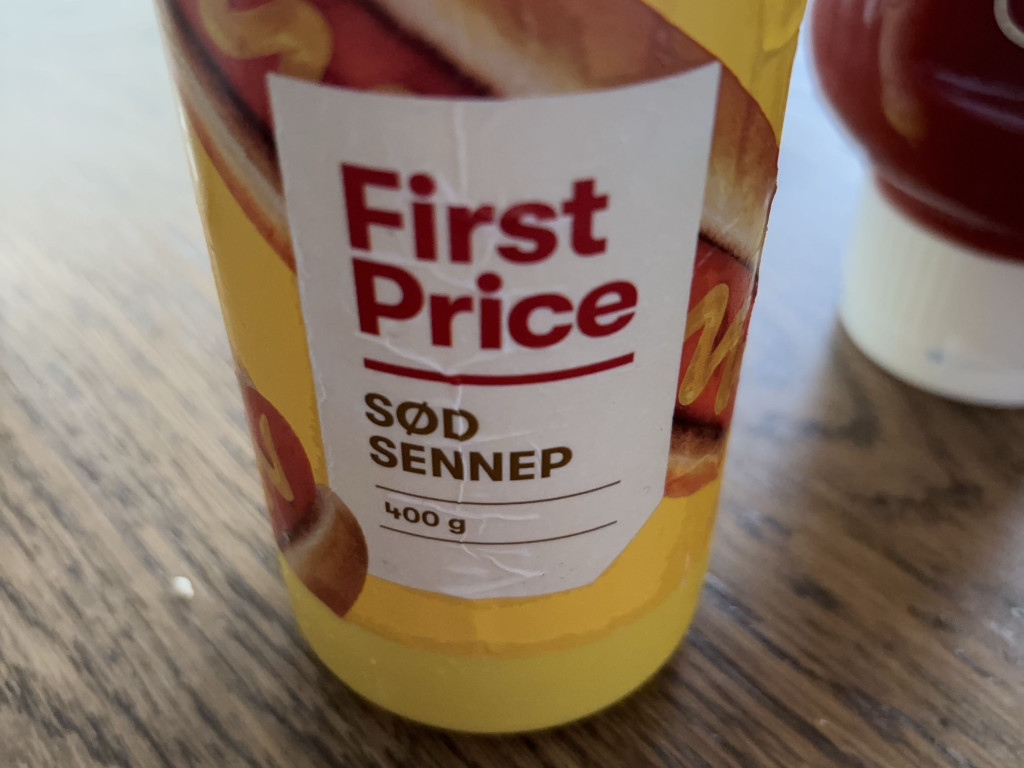 First
Price
SØD
SENNEP
400 g